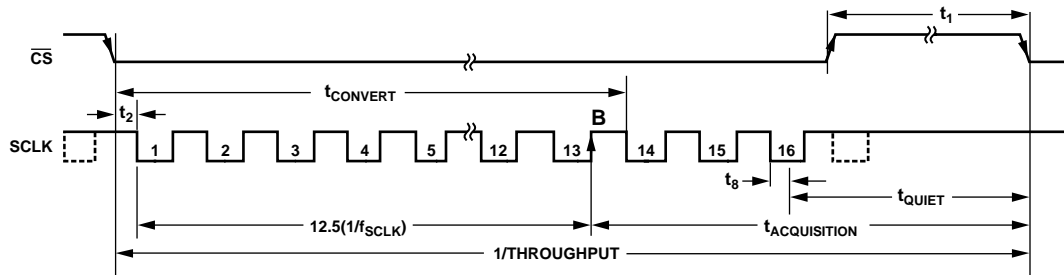 t1
CS
tCONVERT
t2
B
SCLK
1 2 3 4 5 12 13 14 15 16
t8
tQUIET
12.5(1/fSCLK)
tACQUISITION
1/THROUGHPUT